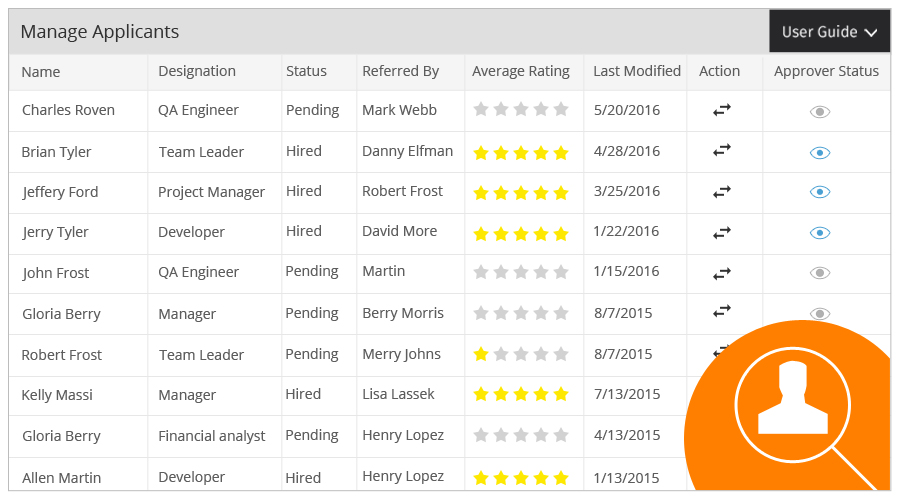 Manage Applicants User Guide
Name Designation Status Referred By Average Rating Last Modified Action Approver Status
Charles Roven QA Engineer Pending Mark Webb 5/20/2016
Brian Tyler Team Leader Hired Danny Elfman 4/28/2016
Jeffery Ford Project Manager Hired Robert Frost 3/25/2016
Jerry Tyler Developer Hired David More 1/22/2016
John Frost QA Engineer Pending Martin 1/15/2016
Gloria Berry Manager Pending Berry Morris 8/7/2015
Robert Frost Team Leader Pending Merry Johns 8/7/2015
Kelly Massi Manager Hired Lisa Lassek 7/13/2015
Gloria Berry Financial analyst Pending Henry Lopez 4/13/2015
Allen Martin Developer Hired Henry Lopez 1/13/2015